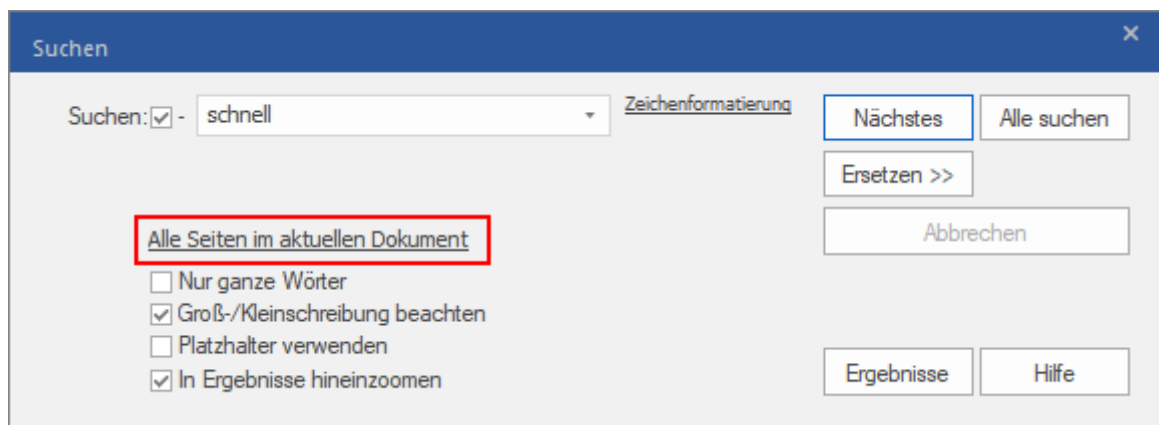 Suchen
Suchen: - schnell Zeichenformatierung Nächstes Alle suchen
Ersetzen >>
Alle Seiten im aktuellen Dokument Abbrechen
Nur ganze Wörter
Groß-/Kleinschreibung beachten
Platzhalter verwenden
In Ergebnisse hineinzoomen Ergebnisse Hilfe